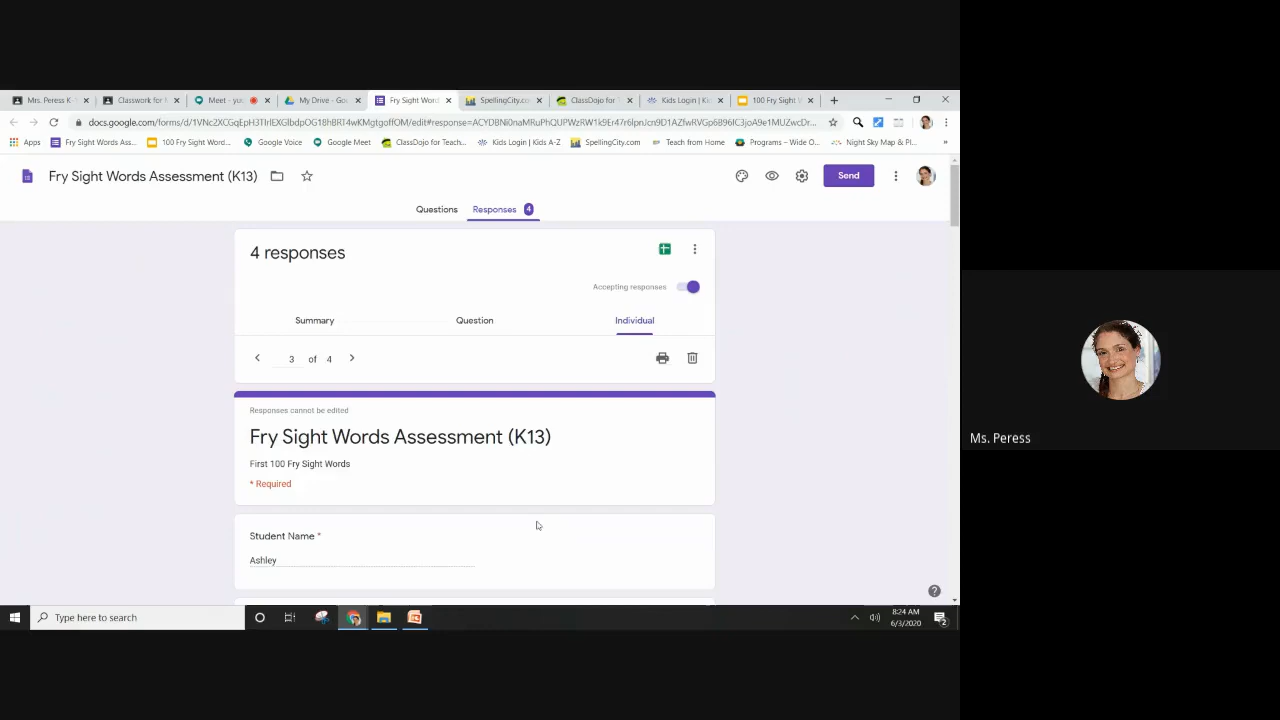 Mrs. Peress K Classwork for M Meet - you My Drive - Go Fry Sight Word SpellingCity.co ClassDojo for T Kids Login | Ki 100 Fry Sight W
Apps Fry Sight Words Ass... 100 Fry Sight Word... Google Voice Google Meet ClassDojo for Teach... Kids Login | Kids A-Z SpellingCity.com Teach from Home Programs – Wide O... Night Sky Map & Pl...
Fry Sight Words Assessment (K13) Send
Questions Responses 4
4 responses
Accepting responses
Summary Question Individual
3 of 4
Responses cannot be edited
Fry Sight Words Assessment (K13)
First 100 Fry Sight Words
* Required
Student Name *
Ashley
Ms. Peress
Type here to search
8:24 AM
6/3/2020
2